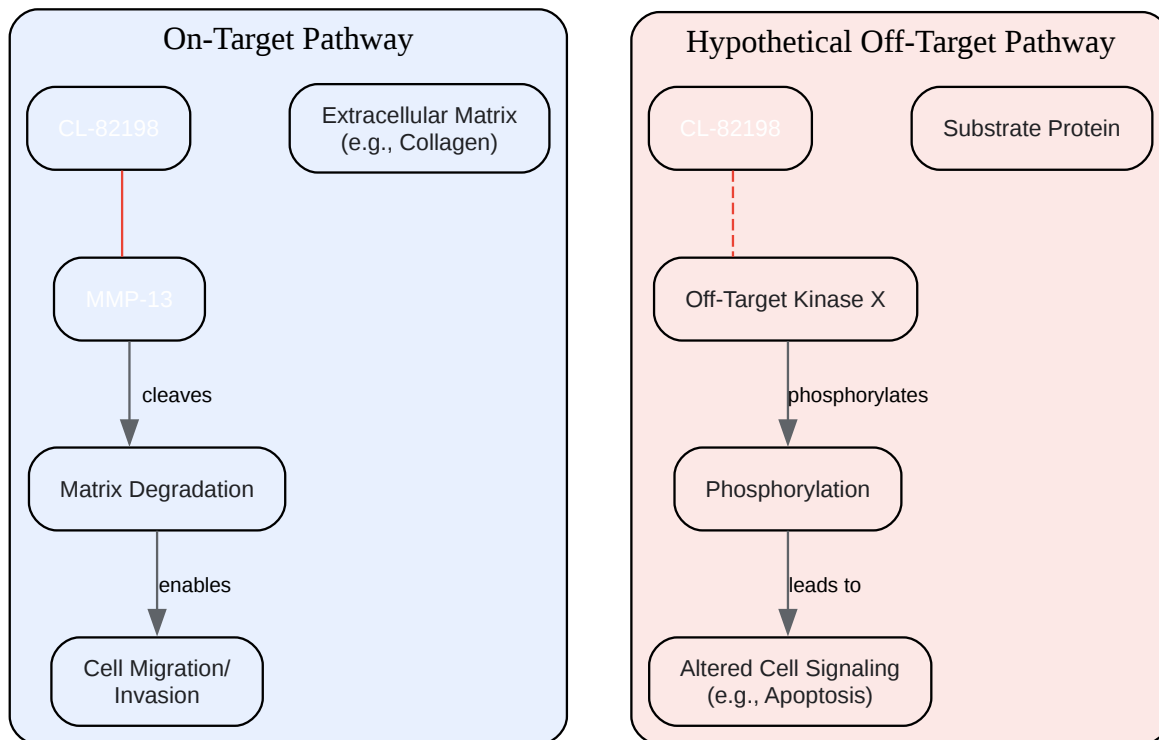 On-Target Pathway
CL-82198
Extracellular Matrix
(e.g., Collagen)
MMP-13
cleaves
Matrix Degradation
enables
Cell Migration/
Invasion
Hypothetical Off-Target Pathway
CL-82198
Substrate Protein
Off-Target Kinase X
phosphorylates
Phosphorylation
leads to
Altered Cell Signaling
(e.g., Apoptosis)